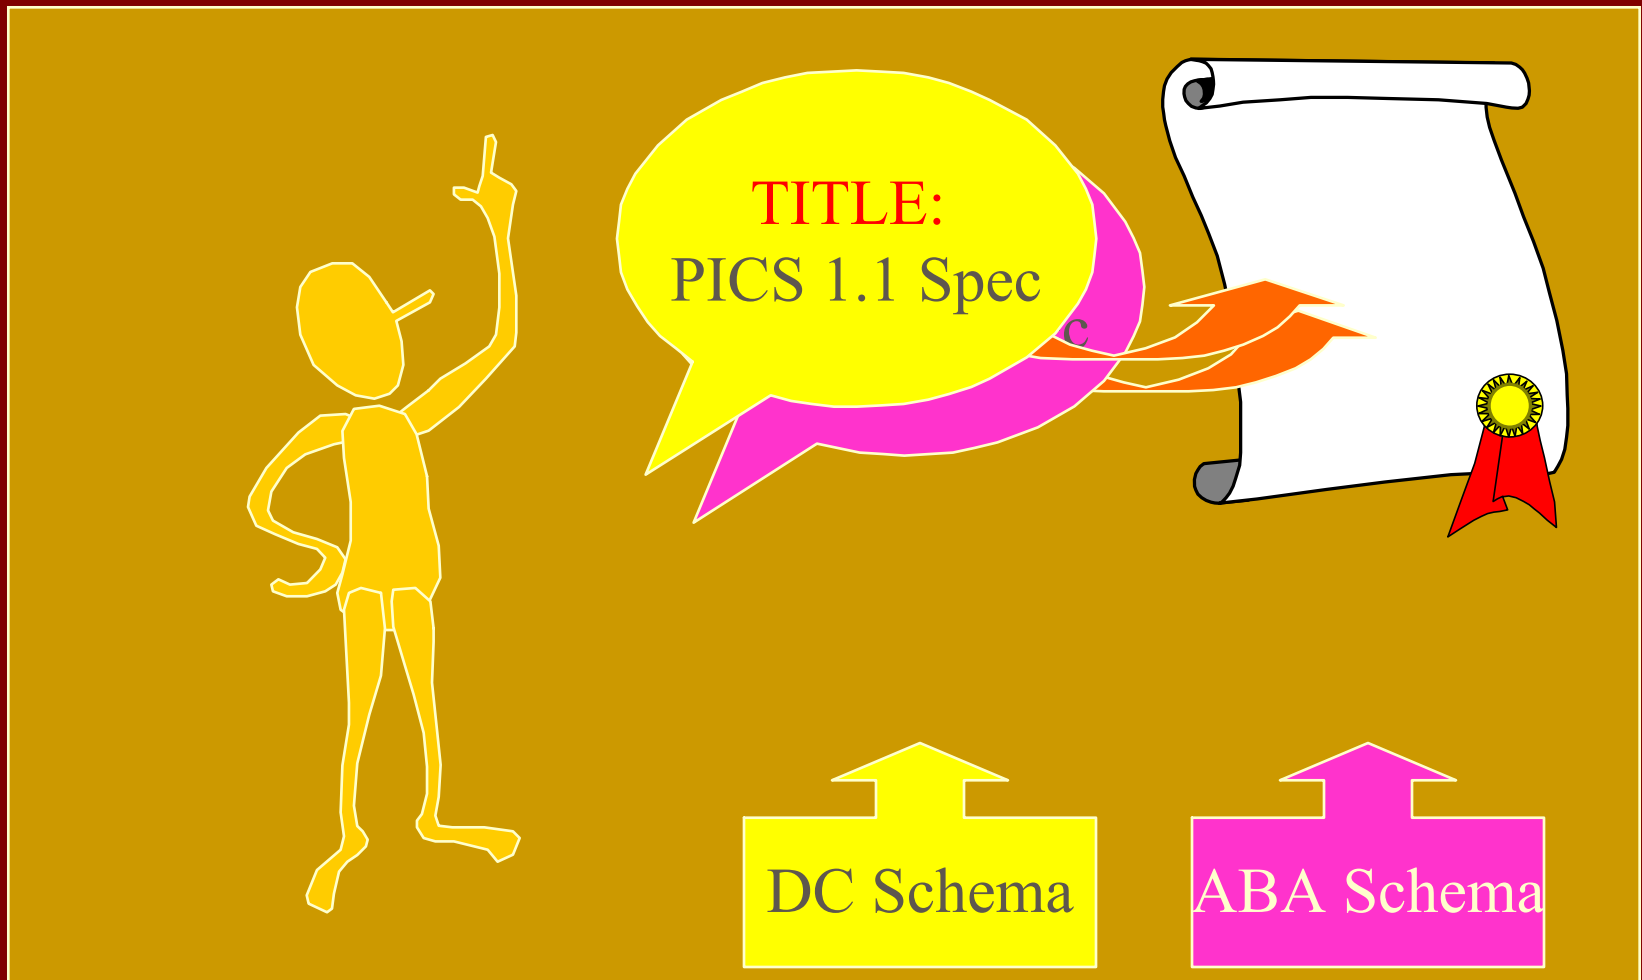 TITLE:
PICS 1.1 Spec
c
DC Schema
ABA Schema